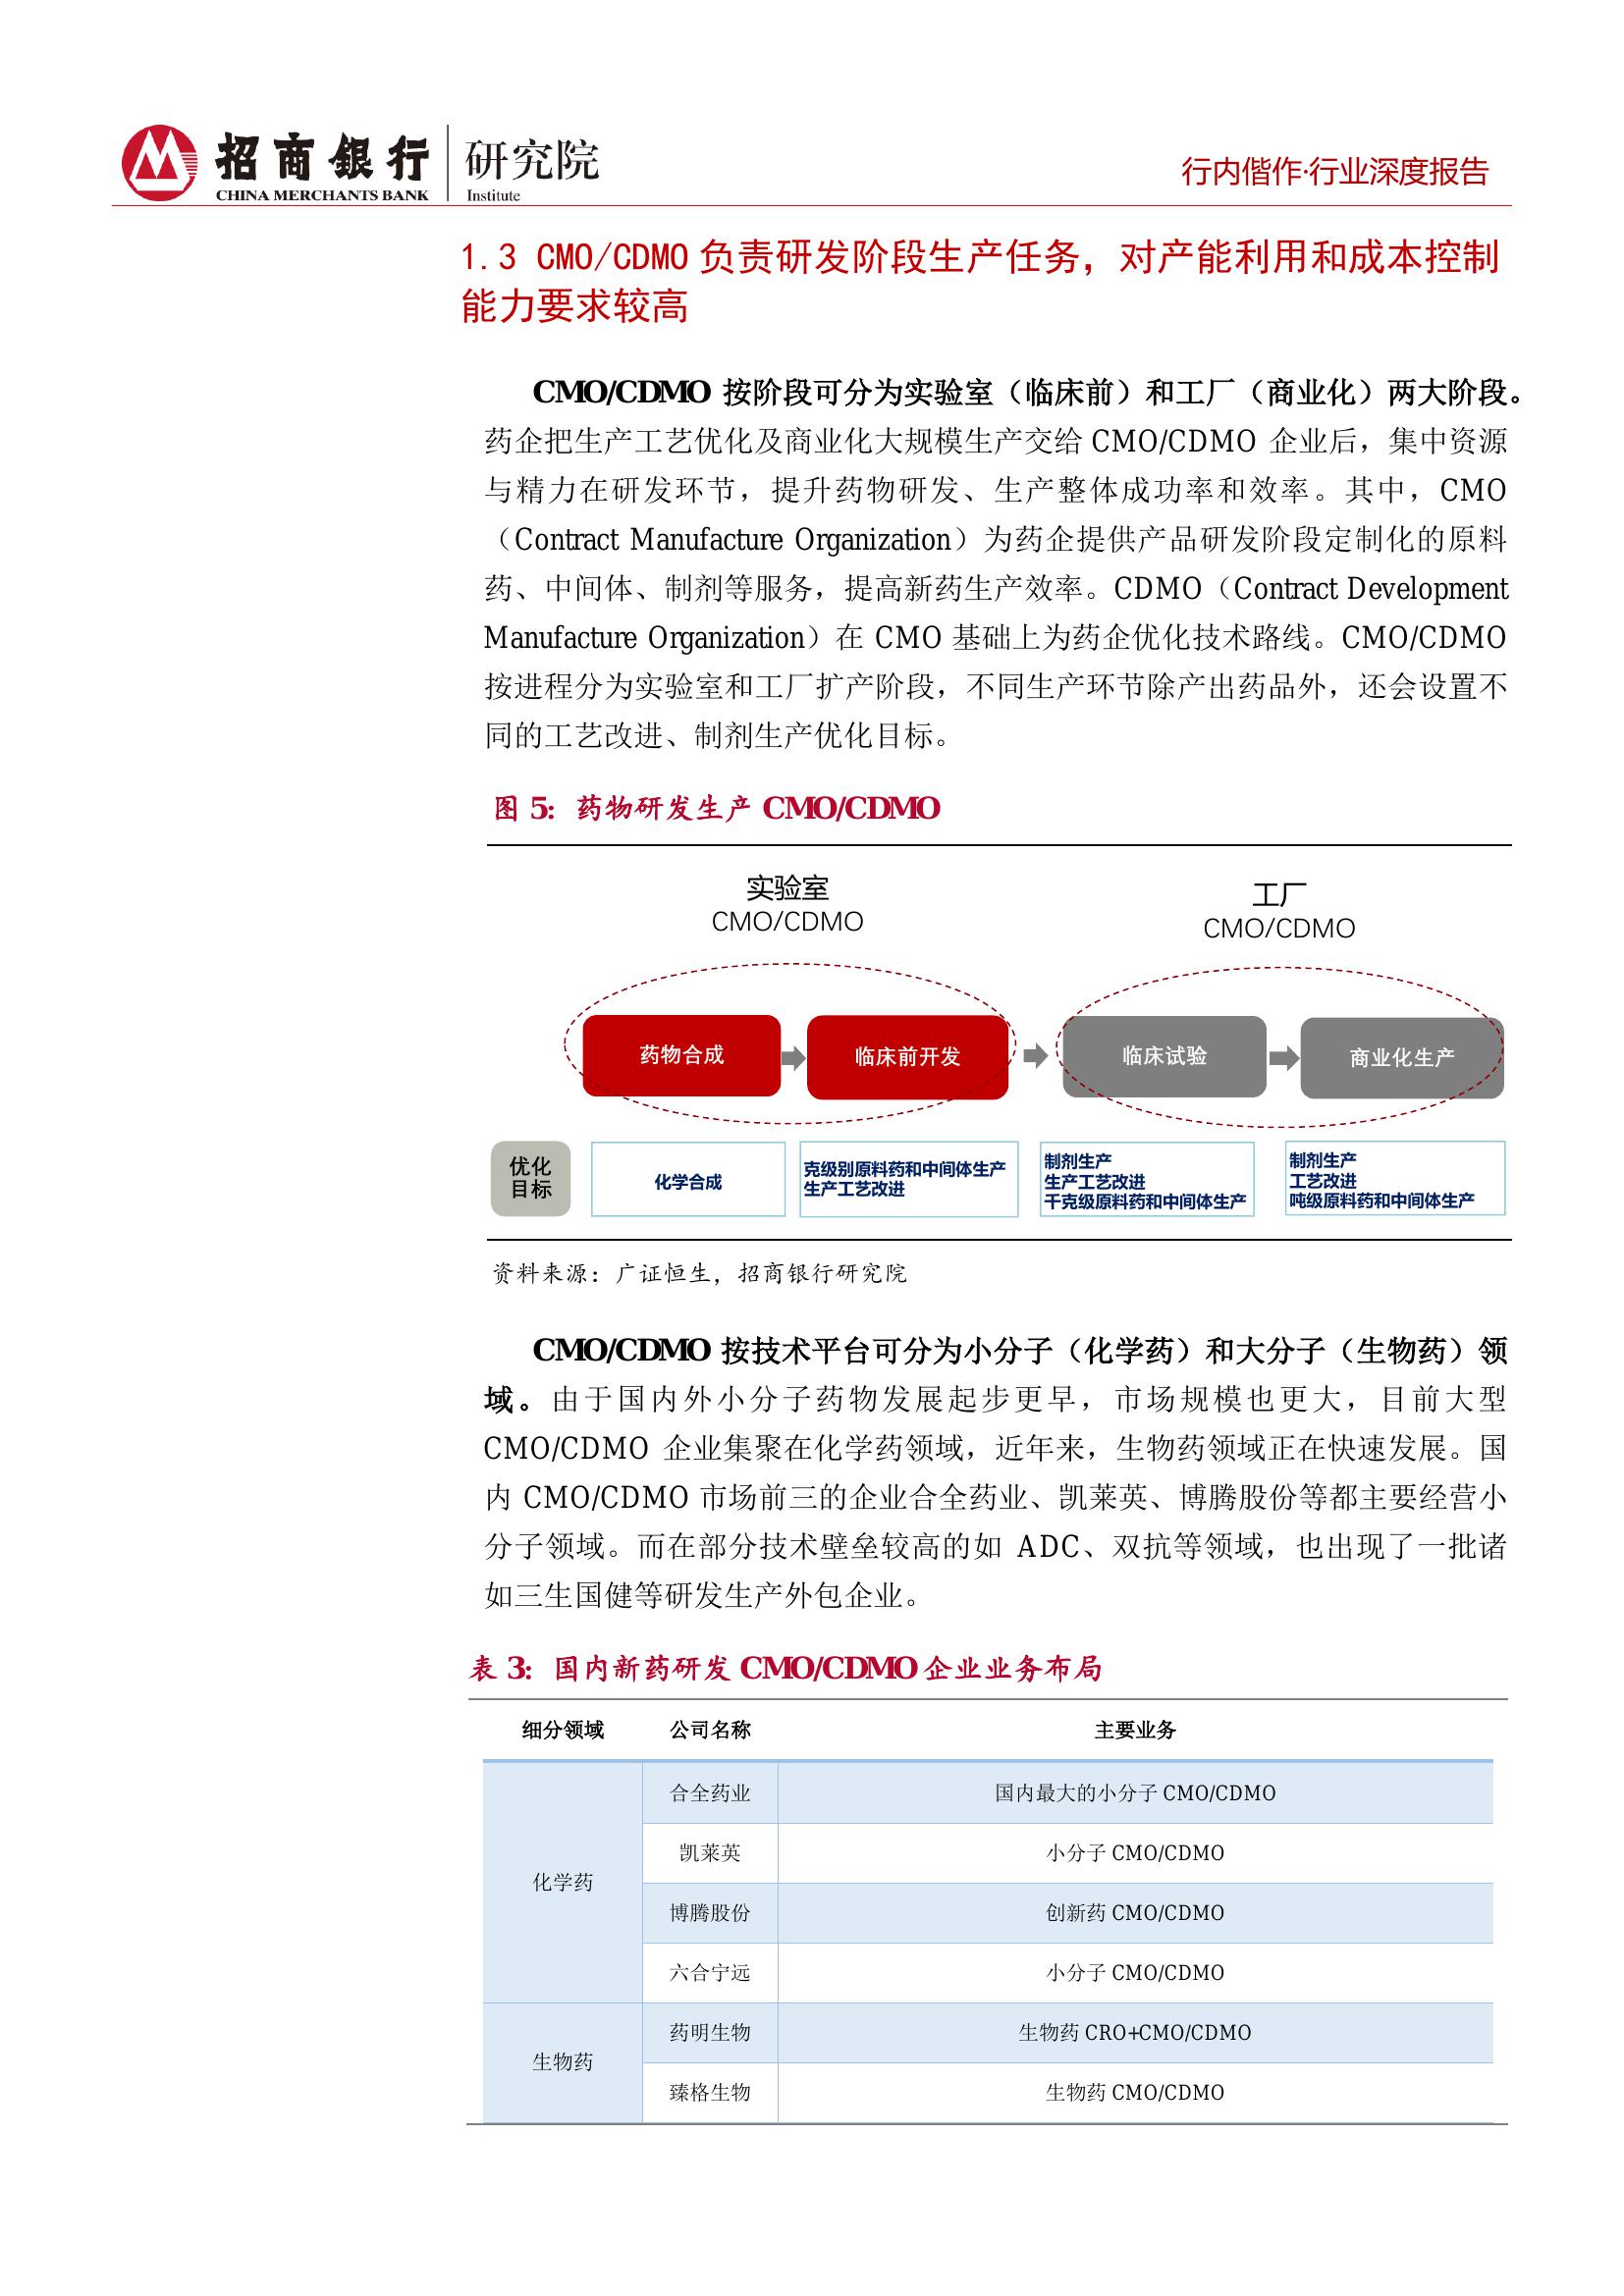 招商银行 研究院
CHINA MERCHANTS BANK Institute
行内偕作·行业深度报告
1.3 CMO/CDMO 负责研发阶段生产任务，对产能利用和成本控制
能力要求较高
CMO/CDMO 按阶段可分为实验室（临床前）和工厂（商业化）两大阶段。
药企把生产工艺优化及商业化大规模生产交给 CMO/CDMO 企业后，集中资源
与精力在研发环节，提升药物研发、生产整体成功率和效率。其中，CMO
（Contract Manufacture Organization）为药企提供产品研发阶段定制化的原料
药、中间体、制剂等服务，提高新药生产效率。CDMO（Contract Development
Manufacture Organization）在 CMO 基础上为药企优化技术路线。CMO/CDMO
按进程分为实验室和工厂扩产阶段，不同生产环节除产出药品外，还会设置不
同的工艺改进、制剂生产优化目标。
图 5：药物研发生产 CMO/CDMO
实验室
CMO/CDMO
工厂
CMO/CDMO
药物合成
临床前开发
临床试验
商业化生产
优化
目标
化学合成
克级别原料药和中间体生产
生产工艺改进
制剂生产
生产工艺改进
千克级原料药和中间体生产
制剂生产
工艺改进
吨级原料药和中间体生产
资料来源：广证恒生，招商银行研究院
CMO/CDMO 按技术平台可分为小分子（化学药）和大分子（生物药）领
域。由于国内外小分子药物发展起步更早，市场规模也更大，目前大型
CMO/CDMO 企业集聚在化学药领域，近年来，生物药领域正在快速发展。国
内 CMO/CDMO 市场前三的企业合全药业、凯莱英、博腾股份等都主要经营小
分子领域。而在部分技术壁垒较高的如 ADC、双抗等领域，也出现了一批诸
如三生国健等研发生产外包企业。
表 3：国内新药研发 CMO/CDMO 企业业务布局
细分领域 公司名称 主要业务
化学药
合全药业 国内最大的小分子 CMO/CDMO
凯莱英 小分子 CMO/CDMO
博腾股份 创新药 CMO/CDMO
六合宁远 小分子 CMO/CDMO
生物药
药明生物 生物药 CRO+CMO/CDMO
臻格生物 生物药 CMO/CDMO